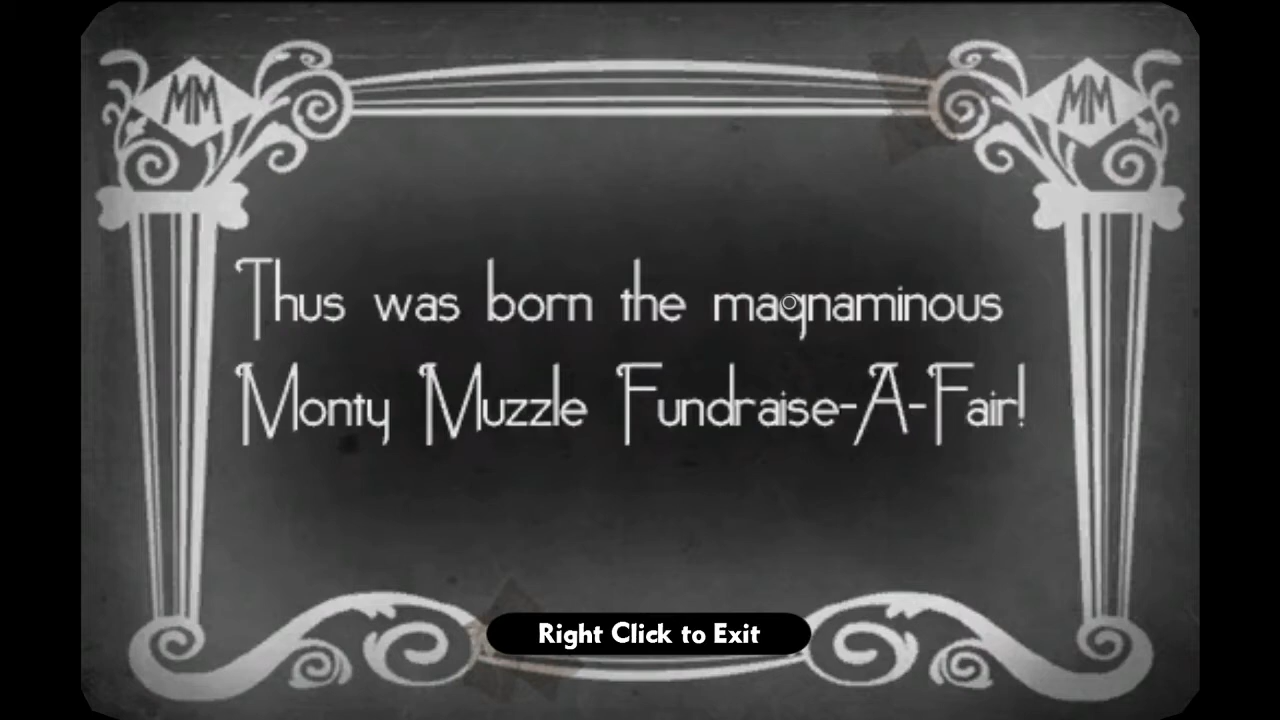 MM MM
Thus was born the magnaminous
Monty Muzzle Fundraise-A-Fair!
Right Click to Exit